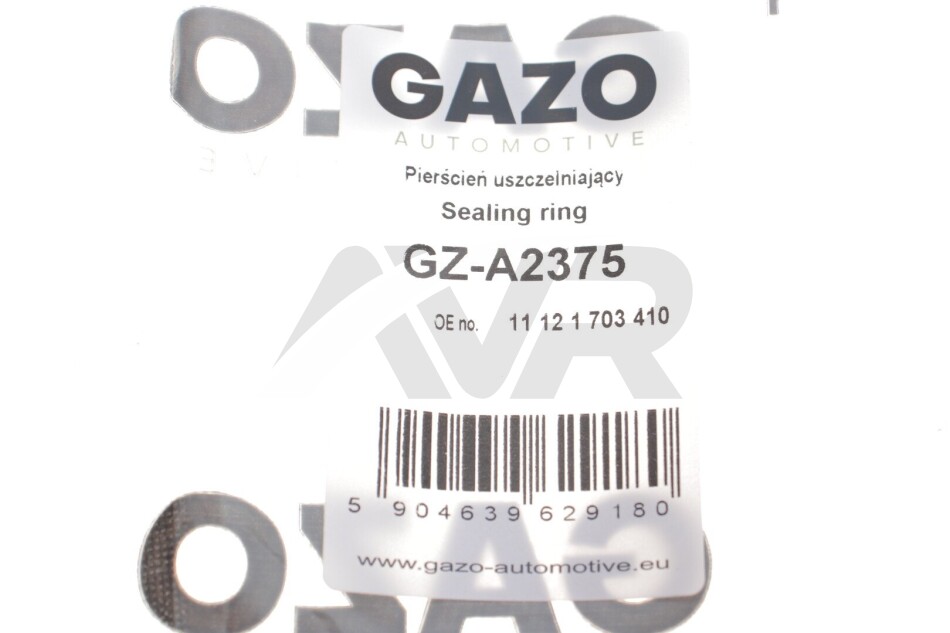 GAZO
AUTOMOTIVE
Pierścień uszczelniający
Sealing ring
GZ-A2375
OE no. 11 12 1 703 410
5 904639 629180
www.gazo-automotive.eu